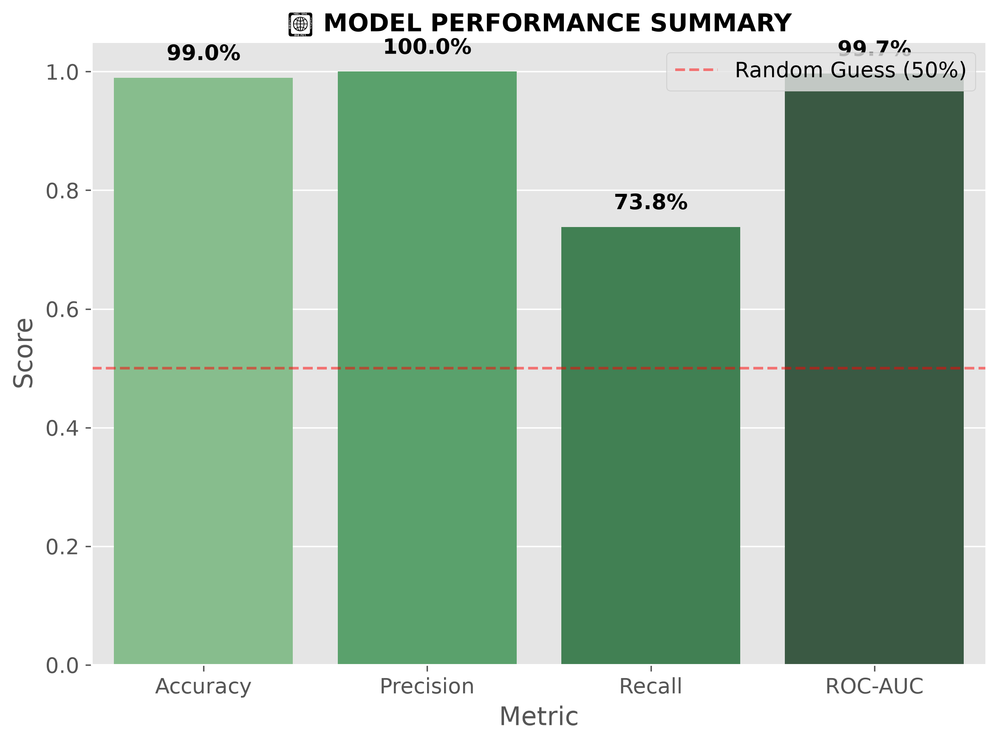 MODEL PERFORMANCE SUMMARY
99.0%
100.0%
73.8%
99.7%
Random Guess (50%)
Score
1.0
0.8
0.6
0.4
0.2
0.0
Accuracy
Precision
Recall
ROC-AUC
Metric